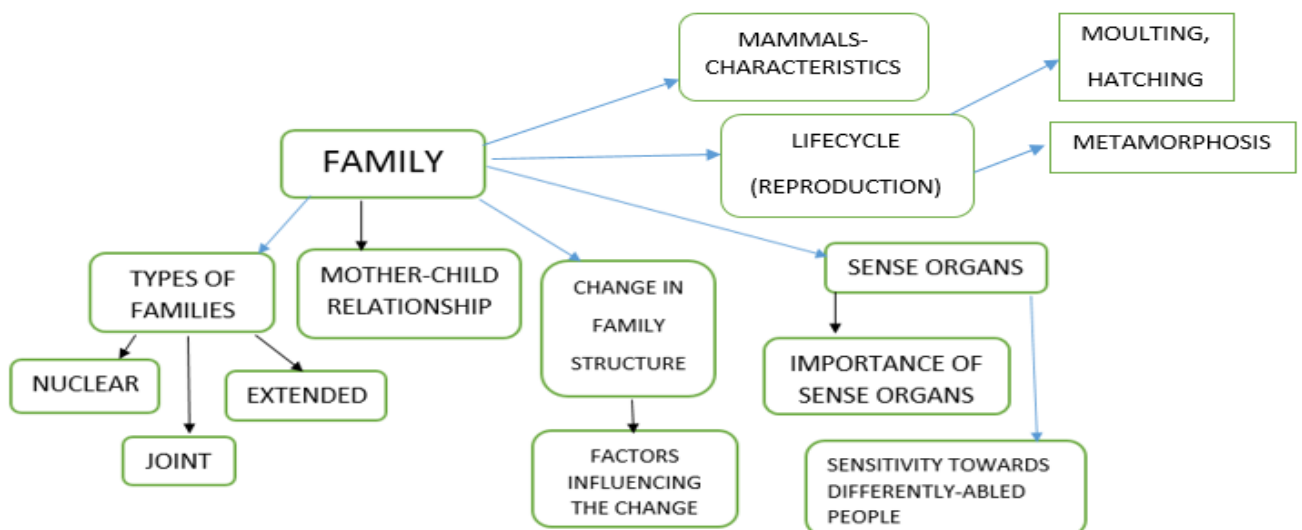 MAMMALS-
CHARACTERISTICS
MOULTING,
HATCHING
FAMILY
LIFECYCLE
(REPRODUCTION)
METAMORPHOSIS
TYPES OF
FAMILIES
MOTHER-CHILD
RELATIONSHIP
CHANGE IN
FAMILY
STRUCTURE
SENSE ORGANS
NUCLEAR
EXTENDED
JOINT
IMPORTANCE OF
SENSE ORGANS
FACTORS
INFLUENCING
THE CHANGE
SENSITIVITY TOWARDS
DIFFERENTLY-ABLED
PEOPLE